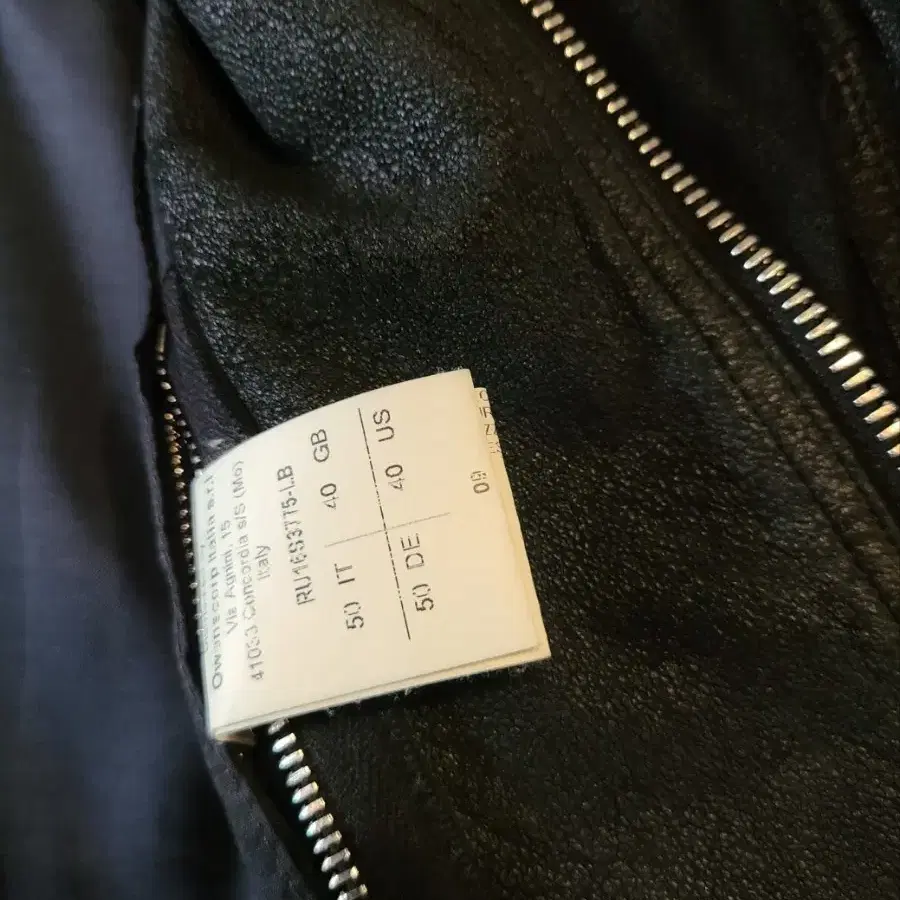 Owenscorp Italia s.r.l
Via Agnini, 15
41033 Concordia s/S (Mo)
Italy
RU16S3775-LB
50 IT 40 GB
50 DE 40 US
09